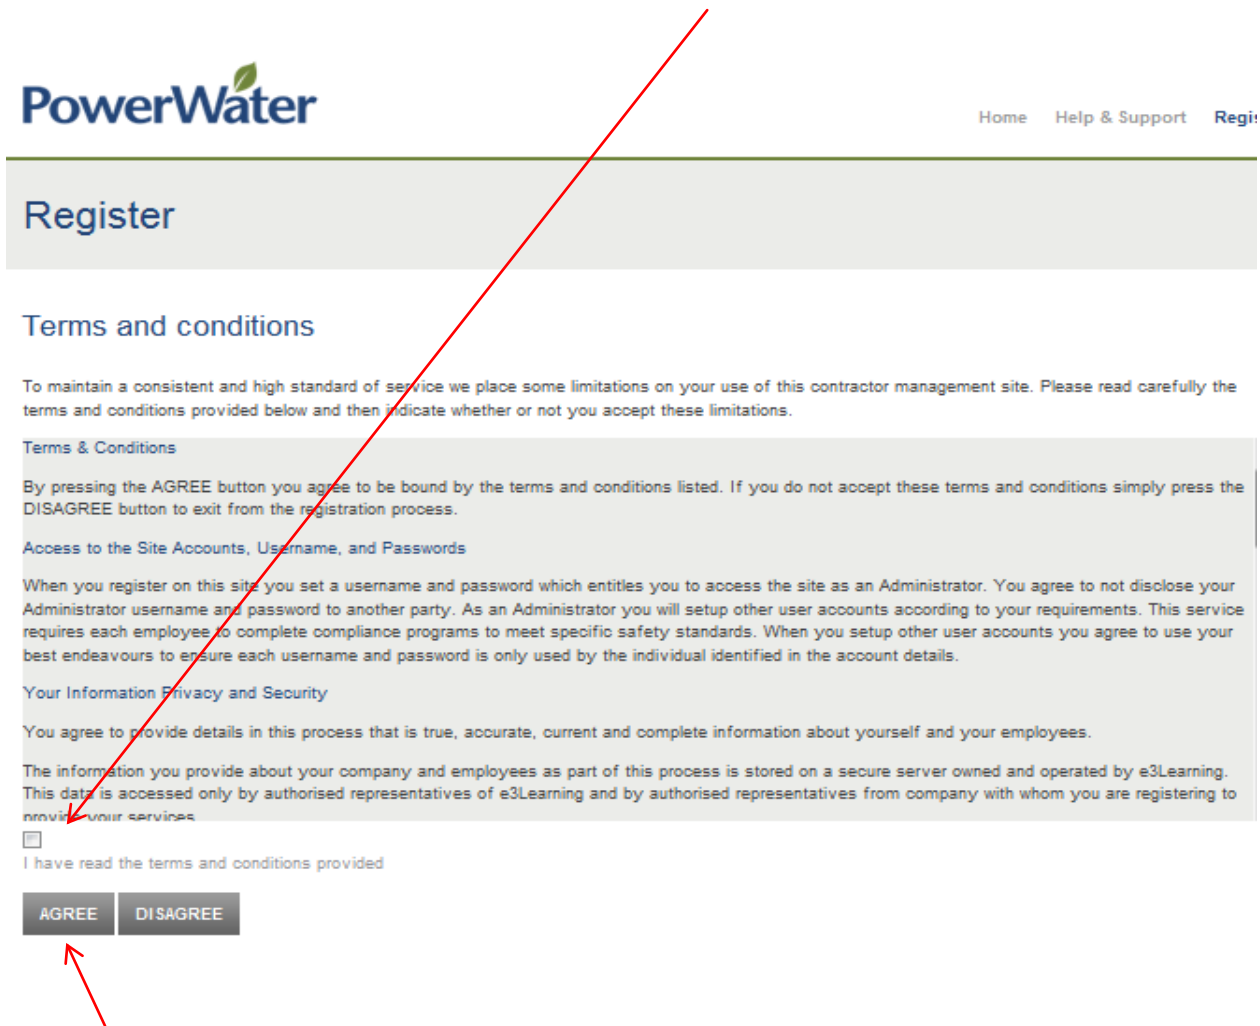 PowerWater
Home Help & Support Regis
Register
Terms and conditions
To maintain a consistent and high standard of service we place some limitations on your use of this contractor management site. Please read carefully the
terms and conditions provided below and then indicate whether or not you accept these limitations.
Terms & Conditions
By pressing the AGREE button you agree to be bound by the terms and conditions listed. If you do not accept these terms and conditions simply press the
DISAGREE button to exit from the registration process.
Access to the Site Accounts, Username, and Passwords
When you register on this site you set a username and password which entitles you to access the site as an Administrator. You agree to not disclose your
Administrator username and password to another party. As an Administrator you will setup other user accounts according to your requirements. This service
requires each employee to complete compliance programs to meet specific safety standards. When you setup other user accounts you agree to use your
best endeavours to ensure each username and password is only used by the individual identified in the account details.
Your Information Privacy and Security
You agree to provide details in this process that is true, accurate, current and complete information about yourself and your employees.
The information you provide about your company and employees as part of this process is stored on a secure server owned and operated by e3Learning.
This data is accessed only by authorised representatives of e3Learning and by authorised representatives from company with whom you are registering to
provide your services.
I have read the terms and conditions provided
AGREE DISAGREE